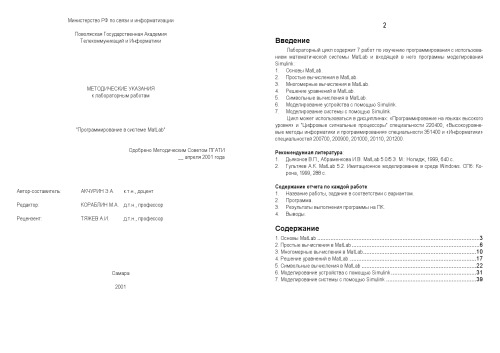 Министерство РФ по связи и информатизации
Поволжская Государственная Академия
Телекоммуникаций и Информатики
МЕТОДИЧЕСКИЕ УКАЗАНИЯ
к лабораторным работам
"Программирование в системе MatLab"
Одобрено Методическим Советом ПГАТИ
__ апреля 2001 года
Автор-составитель АКЧУРИН Э.А. к.т.н., доцент
Редактор КОРАБЛИН М.А. д.т.н., профессор
Рецензент ТЯЖЕВ А.И. д.т.н., профессор
Самара
2001
2
Введение
Лабораторный цикл содержит 7 работ по изучению программирования с использова-
нием математической системы MatLab и входящей в него программы моделирования
Simulink.
1 Основы MatLab.
2 Простые вычисления в MatLab.
3 Многомерные вычисления в MatLab.
4 Решение уравнений в MatLab.
5 Символьные вычисления в MatLab.
6 Моделирование устройства с помощью Simulink.
7 Моделирование системы с помощью Simulink.
Цикл может использоваться в дисциплинах: «Программирование на языках высокого
уровня» и "Цифровые сигнальные процессоры" специальности 220400, «Высокоуровне-
вые методы информатики и программирования» специальности 351400 и «Информатика»
специальностей 200700, 200900, 201000, 201100, 201200.
Рекомендуемая литература
1 Дьяконов В.П., Абраменкова И.В. MatLab 5.0/5.3. М.: Нолидж, 1999, 640 с.
2 Гультяев А.К. MatLab 5.2. Имитационное моделирование в среде Windows. СПб.: Ко-
рона, 1999, 288 с.
Содержание отчета по каждой работе
1 Название работы, задание в соответствии с вариантом.
2 Программа.
3 Результаты выполнения программы на ПК.
4 Выводы.
Содержание
1 Основы MatLab 3
2 Простые вычисления в MatLab 6
3 Многомерные вычисления в MatLab 10
4 Решение уравнений в MatLab 17
5 Символьные вычисления в MatLab 22
6 Моделирование устройства с помощью Simulink 31
7 Моделирование системы с помощью Simulink 39